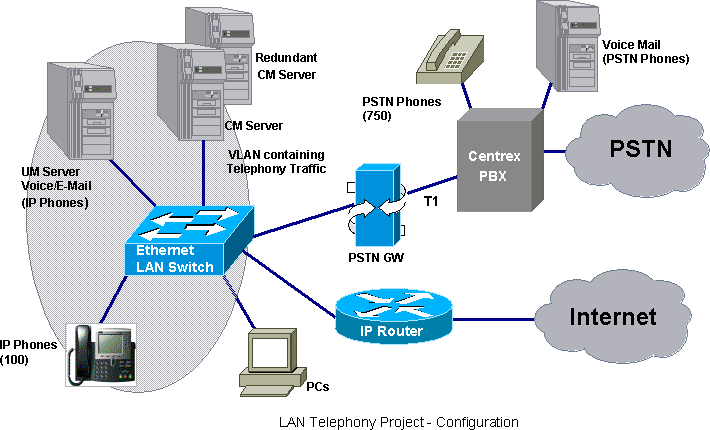 Redundant
CM Server
CM Server
VLAN containing
Telephony Traffic
UM Server
Voice/E-Mail
(IP Phones)
PSTN Phones
(750)
Voice Mail
(PSTN Phones)
Centrex
PBX
PSTN
T1
PSTN GW
Ethernet
LAN Switch
IP Router
Internet
IP Phones
(100)
PCs
LAN Telephony Project - Configuration